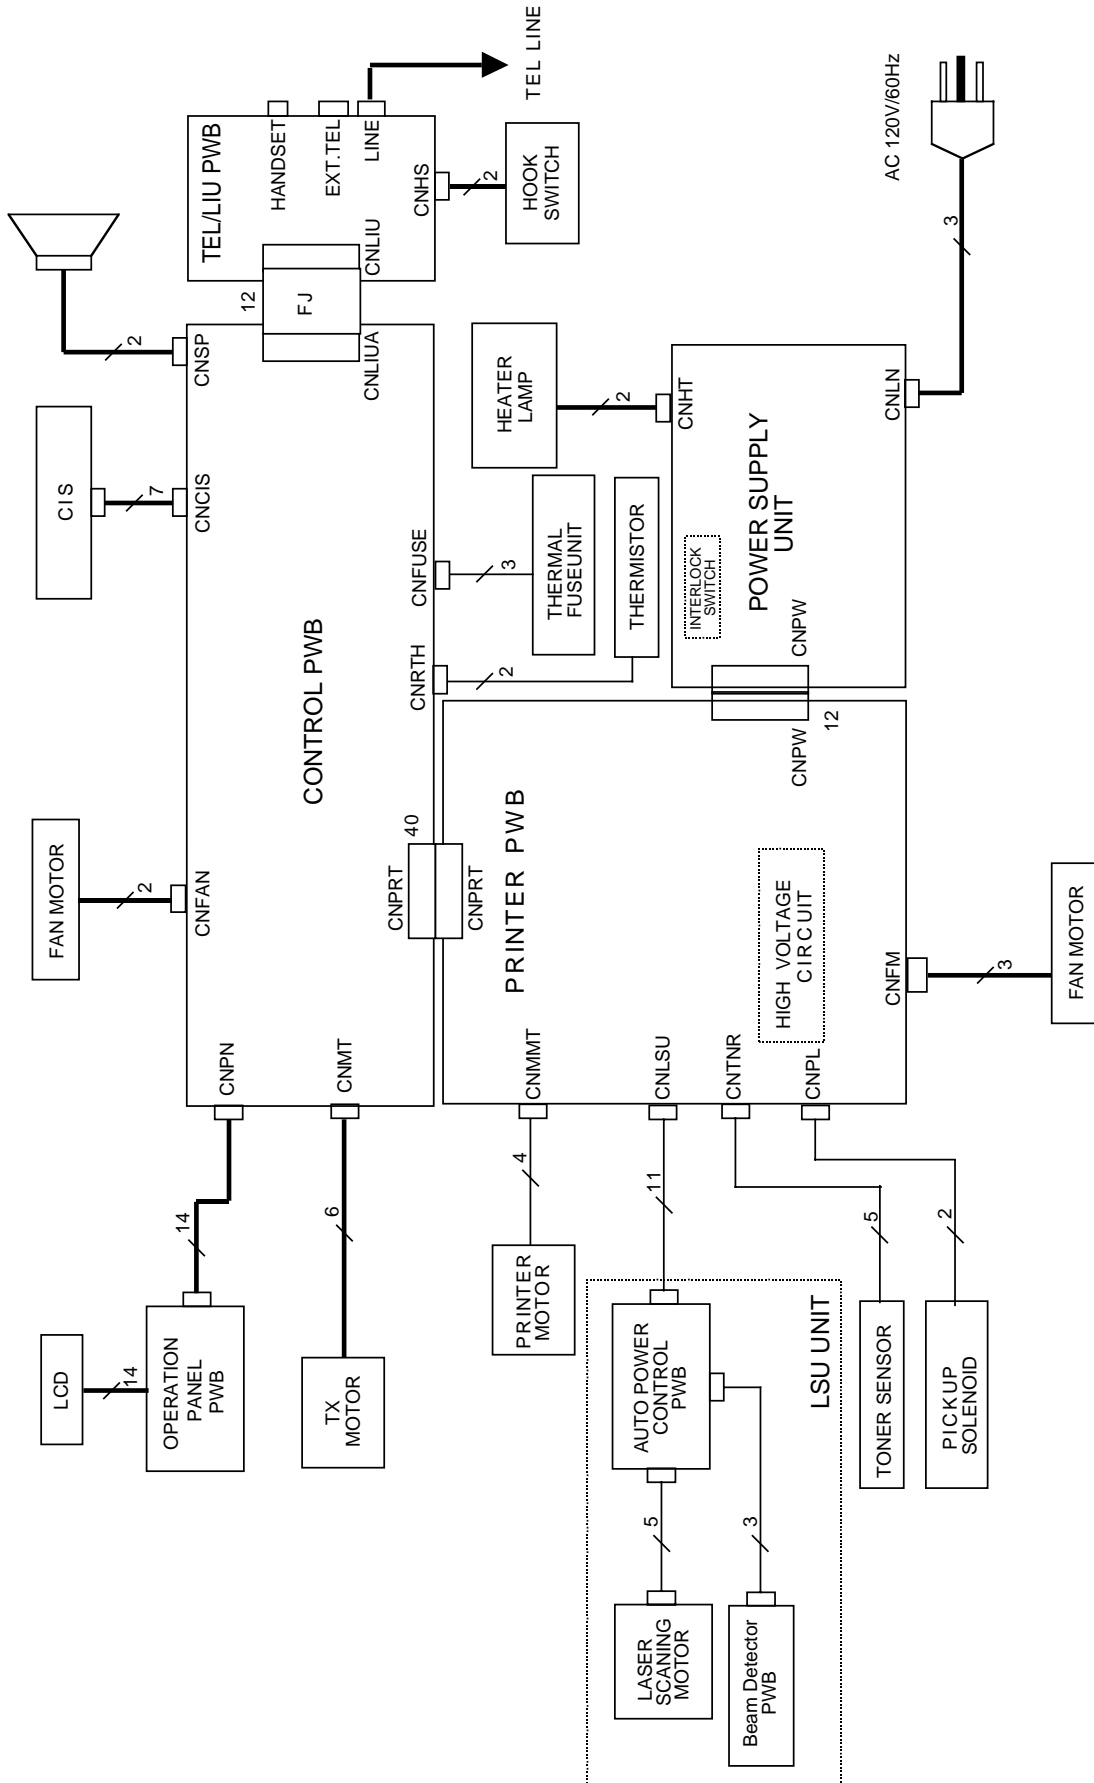 TEL LINE
AC 120V/60Hz
3
TEL/LIU PWB
HANDSET
EXT.TEL
LINE
CNHS
2
HOOK
SWITCH
CNLIU
12
FJ
CNLIUA
2
CNSP
CIS
7
CNCIS
CONTROL PWB
CNFUSE
3
THERMAL
FUSEUNIT
CNRTH
2
THERMISTOR
HEATER
LAMP
2
CNHT
CNLN
POWER SUPPLY
UNIT
INTERLOCK
SWITCH
CNPW
CNPW
12
FAN MOTOR
2
CNFAN
40
CNPRT
CNPRT
PRINTER PWB
HIGH VOLTAGE
CIRCUIT
CNFM
3
FAN MOTOR
CNPN
CNMT
CNMMT
CNLSU
CNTNR
CNPL
14
6
4
11
5
2
LCD
14
OPERATION
PANEL
PWB
TX
MOTOR
PRINTER
MOTOR
LSU UNIT
AUTO POWER
CONTROL
PWB
TONER SENSOR
PICKUP
SOLENOID
5
3
LASER
SCANING
MOTOR
Beam Detector
PWB